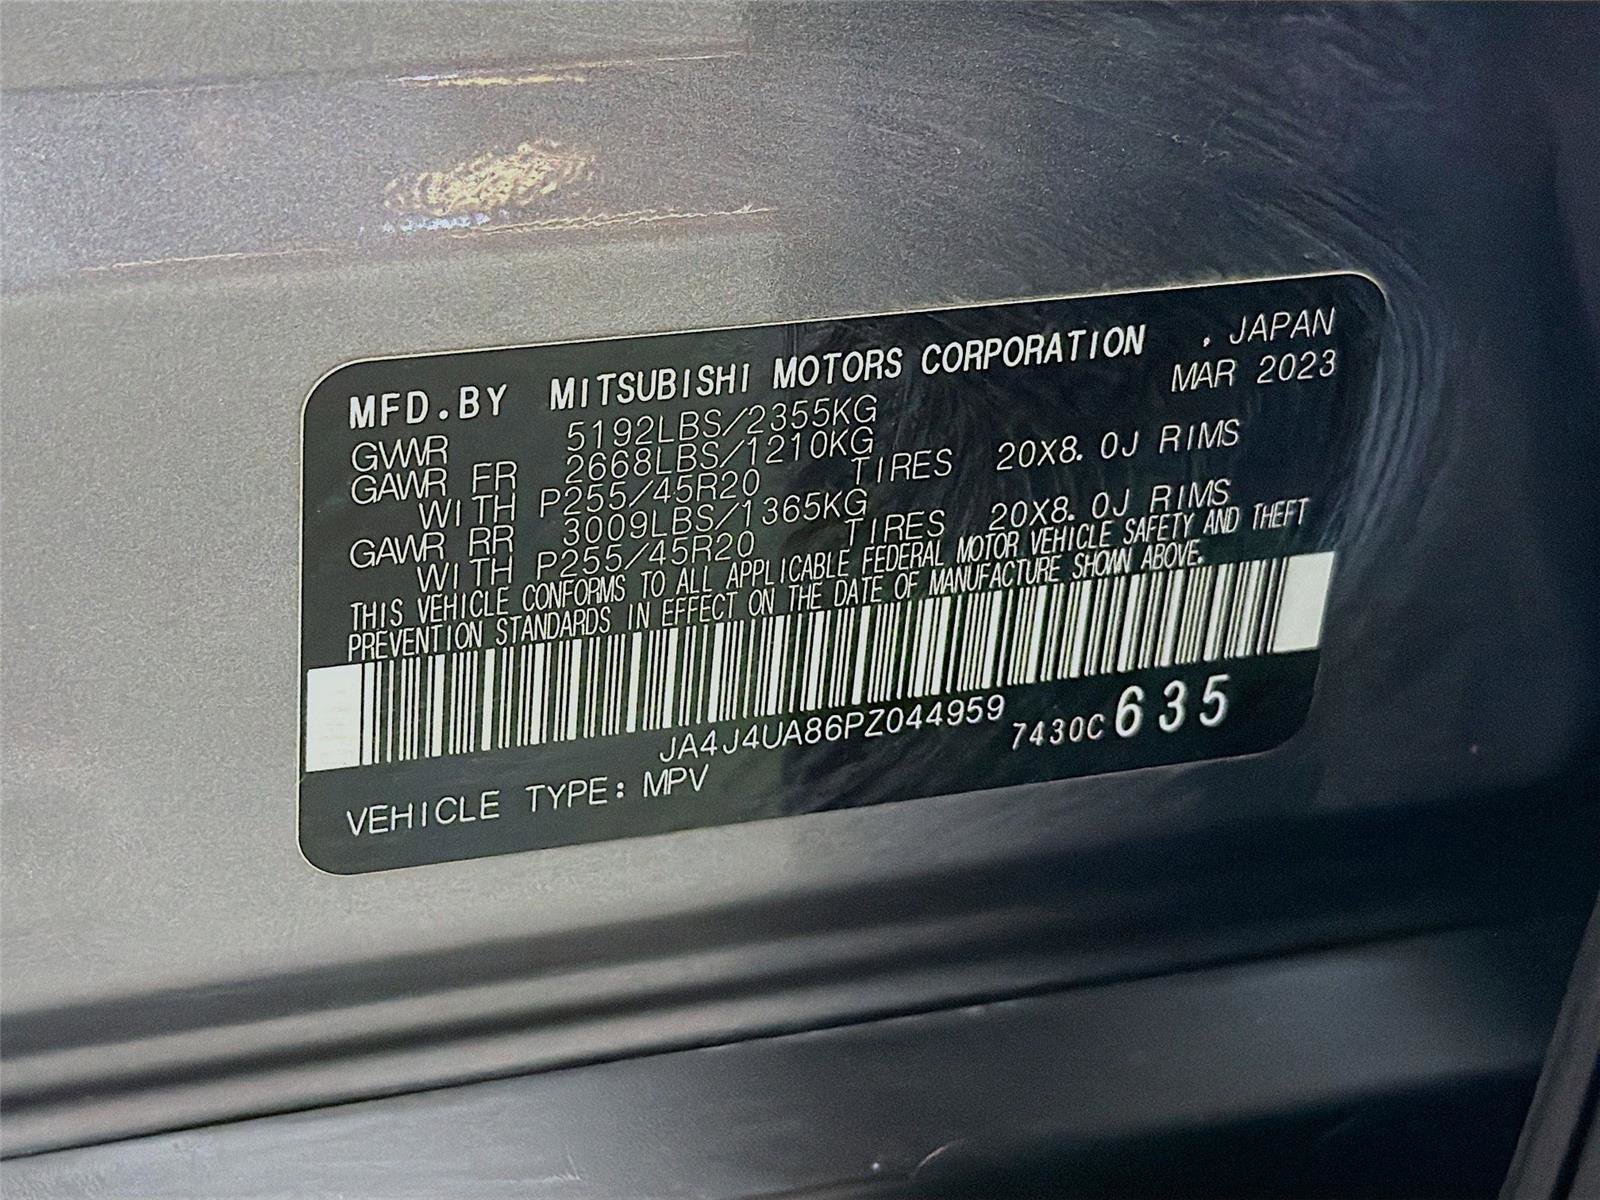 MFD.BY MITSUBISHI MOTORS CORPORATION , JAPAN
MAR 2023
GVWR 5192LBS/2355KG
GAWR FR 2668LBS/1210KG
WITH P255/45R20 TIRES 20X8.0J RIMS
GAWR RR 3009LBS/1365KG
WITH P255/45R20 TIRES 20X8.0J RIMS
THIS VEHICLE CONFORMS TO ALL APPLICABLE FEDERAL MOTOR VEHICLE SAFETY AND THEFT
PREVENTION STANDARDS IN EFFECT ON THE DATE OF MANUFACTURE SHOWN ABOVE.
JA4J4UA86PZ044959 7430C 635
VEHICLE TYPE: MPV